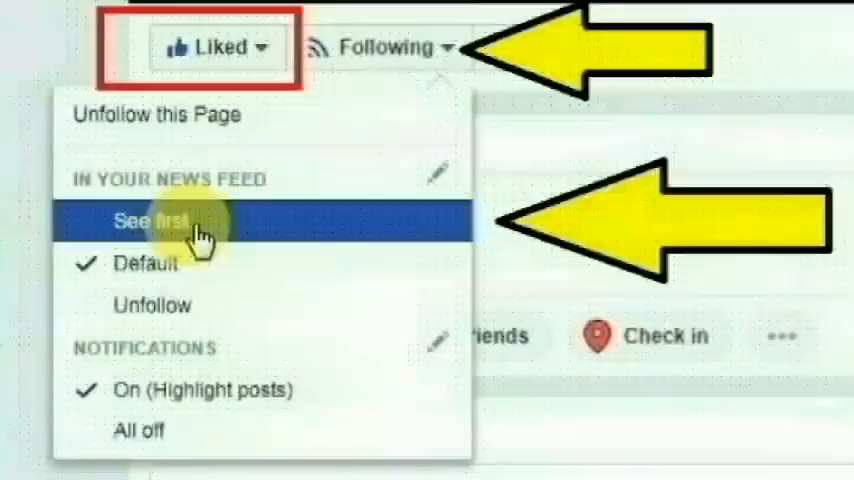 Liked Following
Unfollow this Page
IN YOUR NEWS FEED
See first
Default
Unfollow
riends Check in
NOTIFICATIONS
On (Highlight posts)
All off